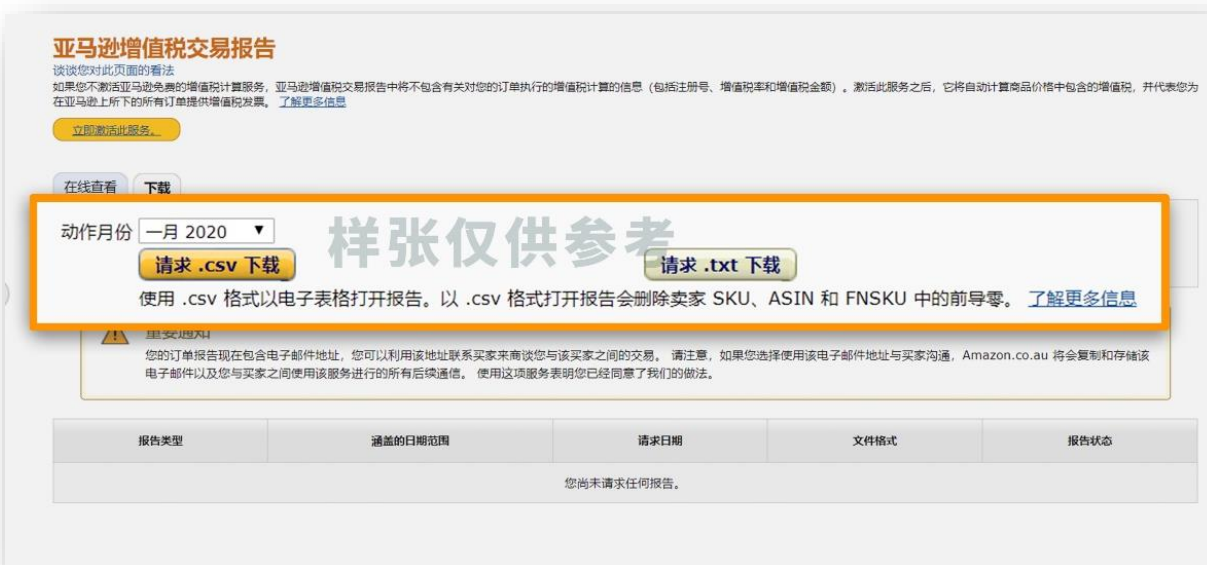 亚马逊增值税交易报告
谈谈您对此页面的看法
如果您不激活亚马逊免费的增值税计算服务，亚马逊增值税交易报告中将不包含有关对您的订单执行的增值税计算的信息（包括注册号、增值税率和增值税金额）。激活此服务之后，它将自动计算商品价格中包含的增值税，并代表您为
在亚马逊上所下的所有订单提供增值税发票。 了解更多信息
立即激活此服务。
在线查看 下载
动作月份 一月 2020 ▼
样张仅供参考
请求 .csv 下载 请求 .txt 下载
使用 .csv 格式以电子表格打开报告。以 .csv 格式打开报告会删除卖家 SKU、ASIN 和 FNSKU 中的前导零。 了解更多信息
重要通知
您的订单报告现在包含电子邮件地址，您可以利用该地址联系买家来商谈您与该买家之间的交易。 请注意，如果您选择使用该电子邮件地址与买家沟通，Amazon.co.au 将会复制和存储该
电子邮件以及您与买家之间使用该服务进行的所有后续通信。 使用这项服务表明您已经同意了我们的做法。
报告类型 涵盖的日期范围 请求日期 文件格式 报告状态
您尚未请求任何报告。